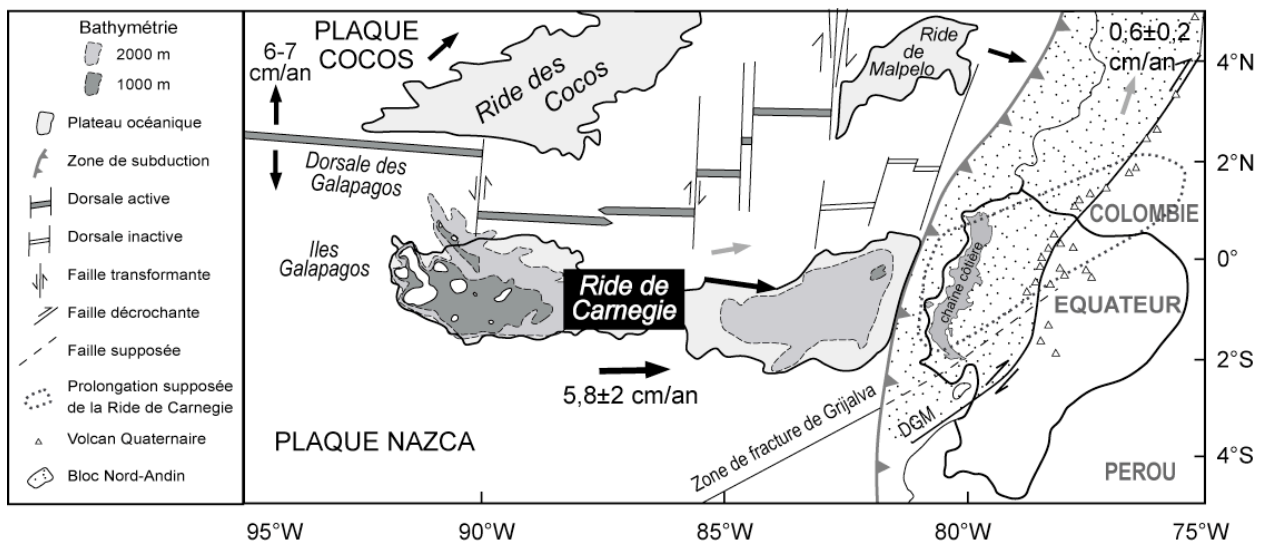 Bathymétrie
2000 m
1000 m
Plateau océanique
Zone de subduction
Dorsale active
Dorsale inactive
Faille transformante
Faille décrochante
Faille supposée
Prolongation supposée
de la Ride de Carnegie
Volcan Quaternaire
Bloc Nord-Andin
PLAQUE
COCOS
6-7
cm/an
Ride des
Cocos
Ride
de
Malpelo
0,6±0,2
cm/an
Dorsale des
Galapagos
Iles
Galapagos
Ride de
Carnegie
5,8±2 cm/an
PLAQUE NAZCA
Zone de fracture de Grijalva
DGM
chaîne côtière
COLOMBIE
EQUATEUR
PEROU
4°N
2°N
0°
2°S
4°S
95°W
90°W
85°W
80°W
75°W